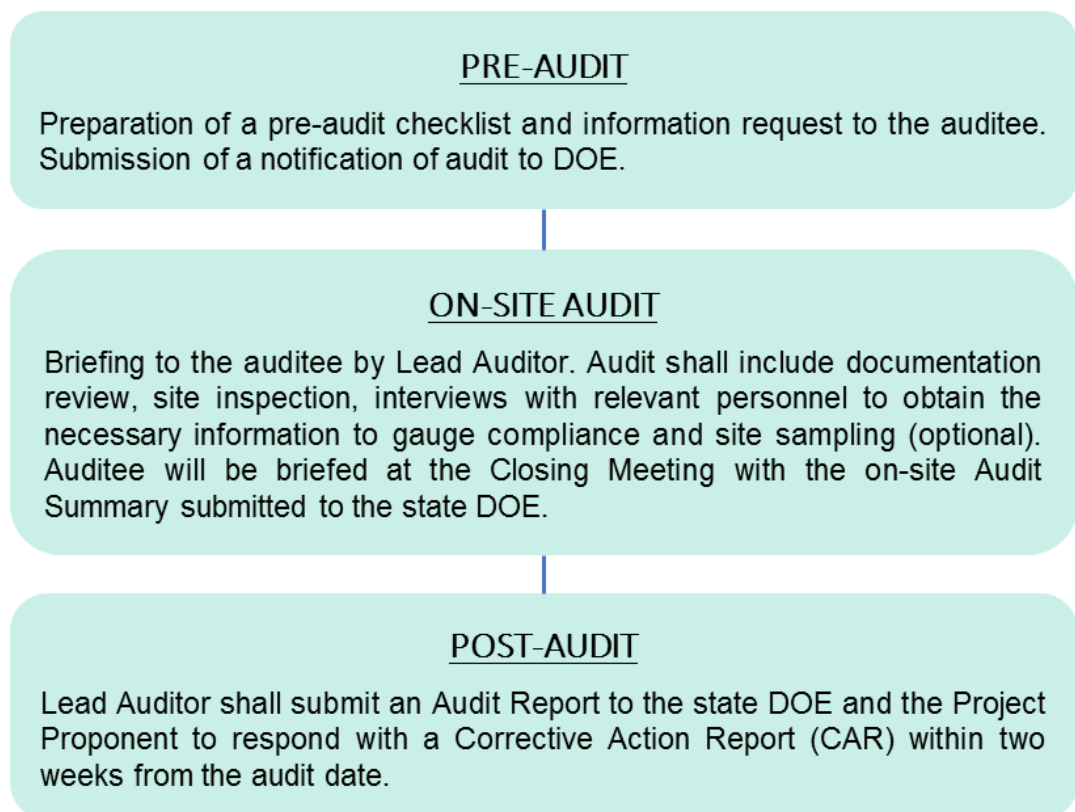 PRE-AUDIT
Preparation of a pre-audit checklist and information request to the auditee.
Submission of a notification of audit to DOE.
ON-SITE AUDIT
Briefing to the auditee by Lead Auditor. Audit shall include documentation
review, site inspection, interviews with relevant personnel to obtain the
necessary information to gauge compliance and site sampling (optional).
Auditee will be briefed at the Closing Meeting with the on-site Audit
Summary submitted to the state DOE.
POST-AUDIT
Lead Auditor shall submit an Audit Report to the state DOE and the Project
Proponent to respond with a Corrective Action Report (CAR) within two
weeks from the audit date.